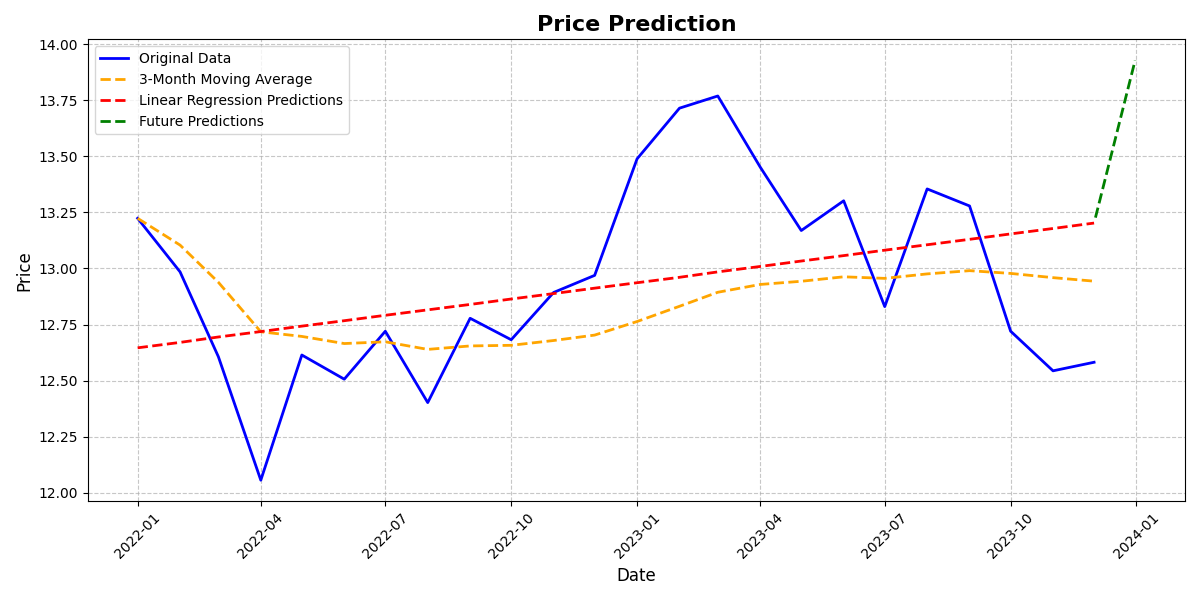 Price Prediction
Original Data
3-Month Moving Average
Linear Regression Predictions
Future Predictions
14.00
13.75
13.50
13.25
13.00
12.75
12.50
12.25
12.00
Price
2022-01
2022-04
2022-07
2022-10
2023-01
2023-04
2023-07
2023-10
2024-01
Date